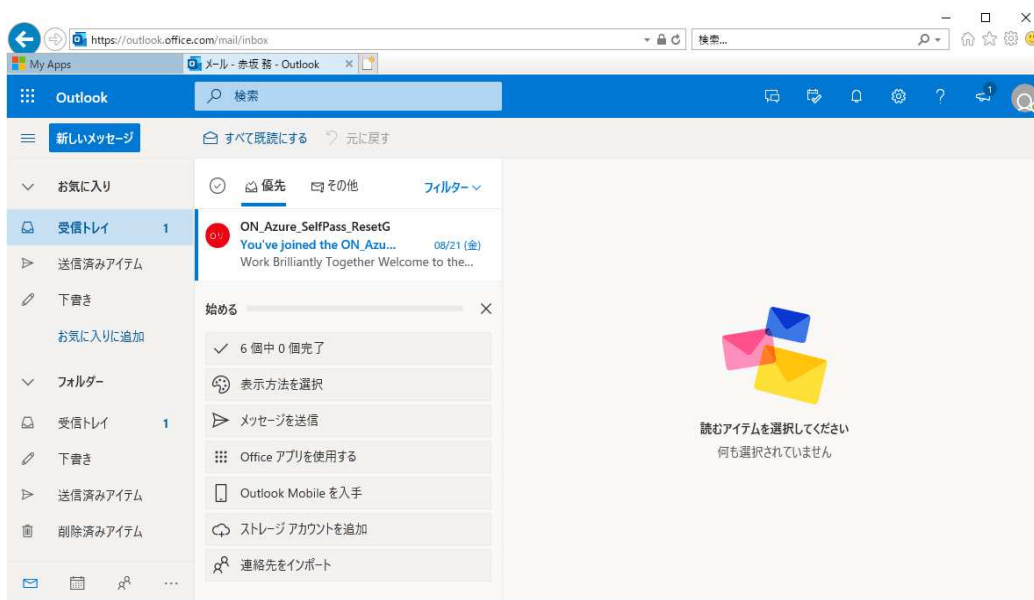 https://outlook.office.com/mail/inbox
検索...
My Apps
メール - 赤坂 務 - Outlook
Outlook
検索
1
新しいメッセージ
すべて既読にする
元に戻す
お気に入り
優先
その他
フィルター
受信トレイ 1
ON_Azure_SelfPass_ResetG
You've joined the ON_Azu...
08/21 (金)
Work Brilliantly Together Welcome to the...
送信済みアイテム
下書き
お気に入りに追加
始める
6 個中 0 個完了
表示方法を選択
メッセージを送信
Office アプリを使用する
Outlook Mobile を入手
ストレージ アカウントを追加
連絡先をインポート
フォルダー
受信トレイ 1
下書き
送信済みアイテム
削除済みアイテム
読むアイテムを選択してください
何も選択されていません